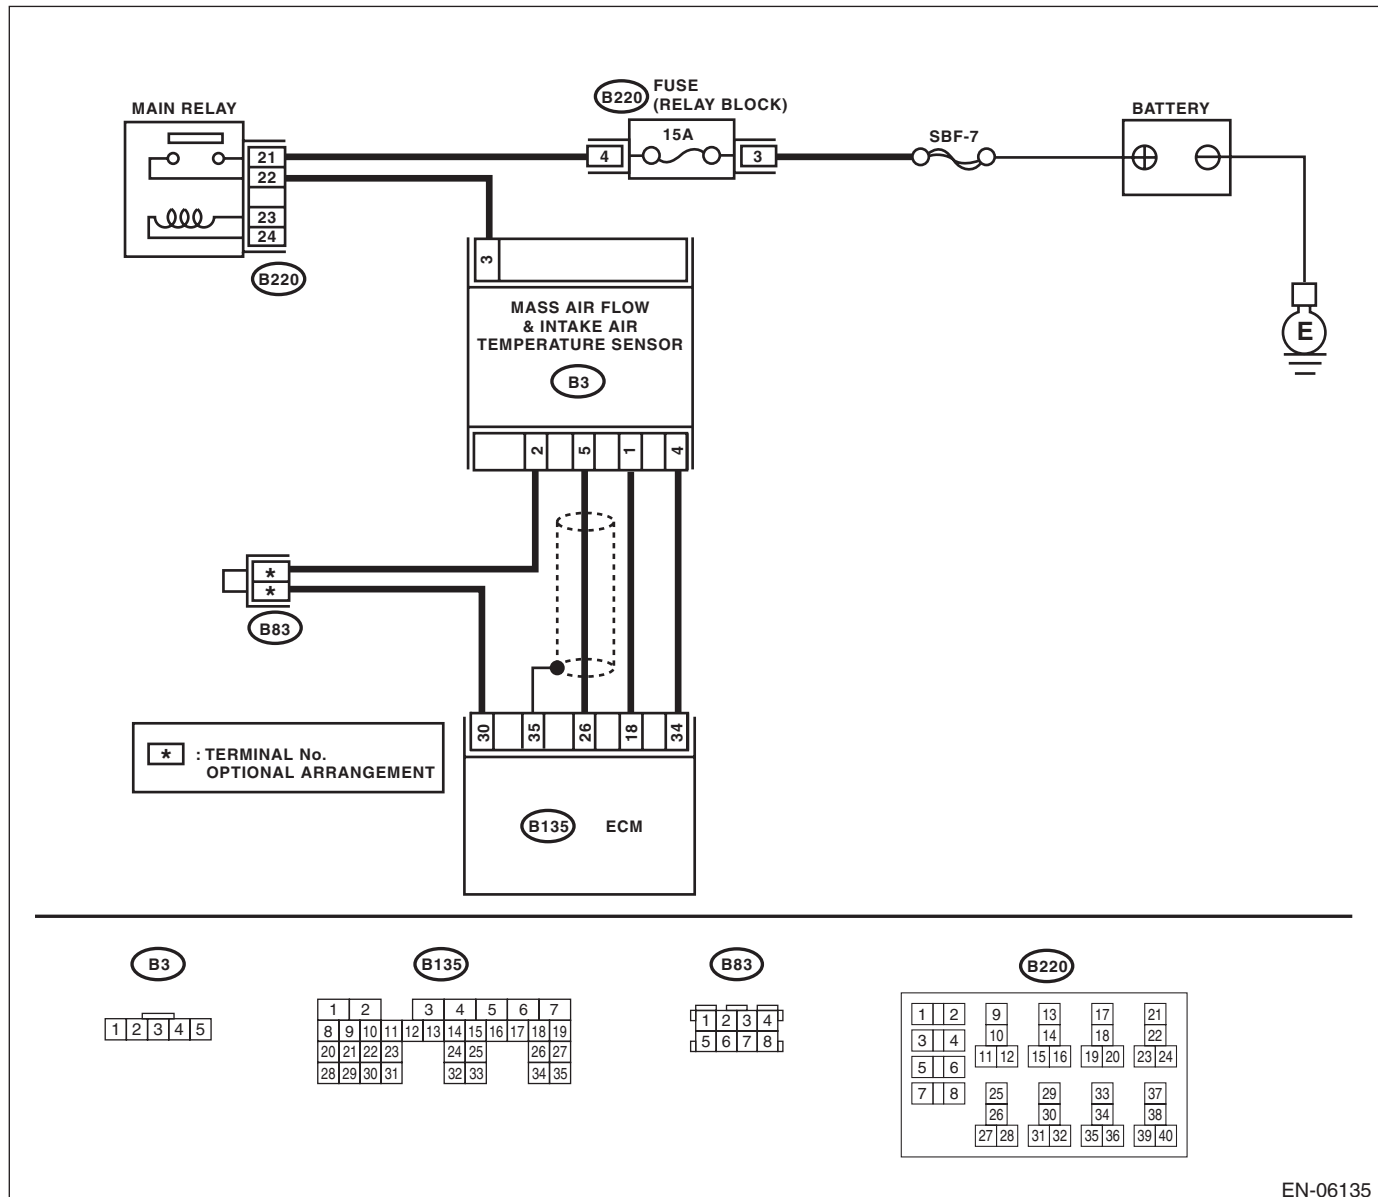 B220
FUSE
(RELAY BLOCK)
MAIN RELAY
BATTERY
15A
SBF-7
21
4
3
22
23
24
B220
3
MASS AIR FLOW
& INTAKE AIR
TEMPERATURE SENSOR
B3
E
2 5 1 4
*
*
B83
30 35 26 18 34
* : TERMINAL No.
OPTIONAL ARRANGEMENT
B135 ECM
B3
1 2 3 4 5
B135
1 2 3 4 5 6 7
8 9 10 11 12 13 14 15 16 17 18 19
20 21 22 23 24 25 26 27
28 29 30 31 32 33 34 35
B83
1 2 3 4
5 6 7 8
B220
1 2 9 13 17 21
3 4 10 14 18 22
11 12 15 16 19 20 23 24
5 6
7 8 25 29 33 37
26 30 34 38
27 28 31 32 35 36 39 40
EN-06135